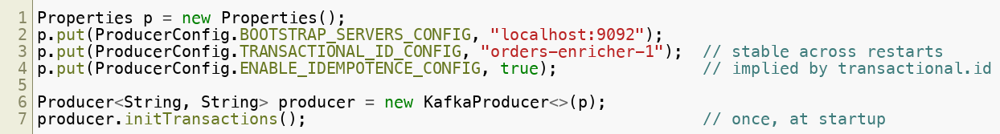 1 Properties p = new Properties();
2 p.put(ProducerConfig.BOOTSTRAP_SERVERS_CONFIG, "localhost:9092");
3 p.put(ProducerConfig.TRANSACTIONAL_ID_CONFIG, "orders-enricher-1");  // stable across restarts
4 p.put(ProducerConfig.ENABLE_IDEMPOTENCE_CONFIG, true);               // implied by transactional.id
5
6 Producer<String, String> producer = new KafkaProducer<>(p);
7 producer.initTransactions();                                         // once, at startup